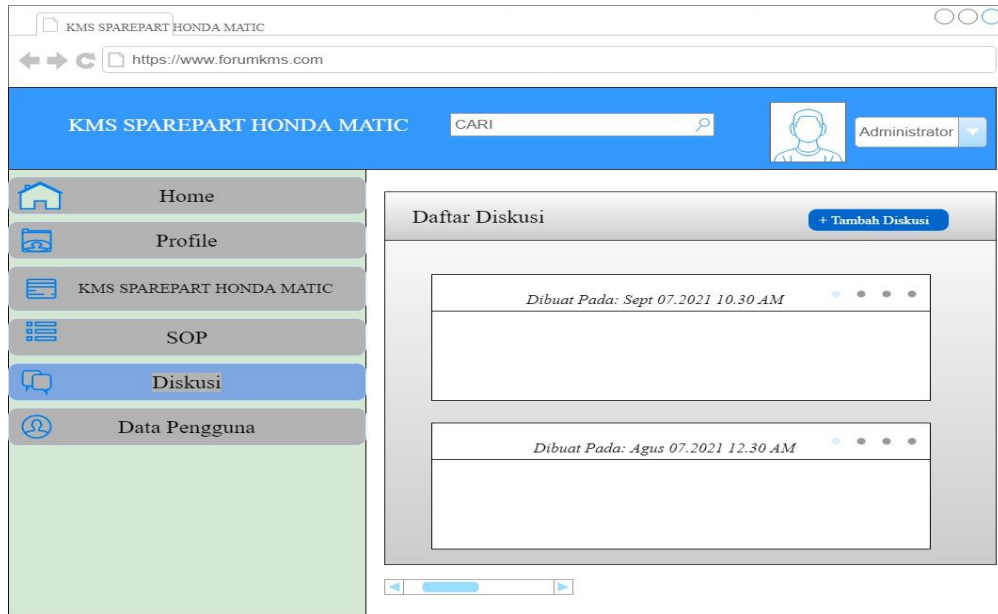 KMS SPAREPART HONDA MATIC
https://www.forumkms.com
KMS SPAREPART HONDA MATIC
CARI
Administrator
Home
Profile
KMS SPAREPART HONDA MATIC
SOP
Diskusi
Data Pengguna
Daftar Diskusi
+ Tambah Diskusi
Dibuat Pada: Sept 07.2021 10.30 AM
Dibuat Pada: Agus 07.2021 12.30 AM